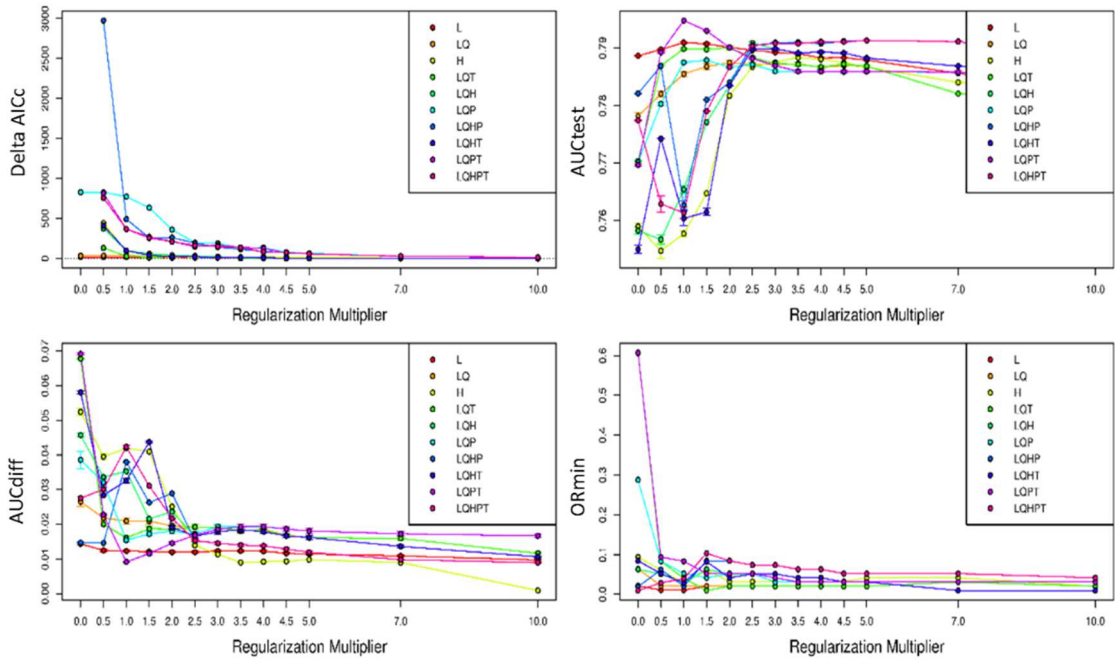 Delta AICc
3000
2500
2000
1500
1000
500
0
L
LQ
H
LQT
LQH
LQP
LQHP
LQHT
LQPT
LQHPT
0.0 0.5 1.0 1.5 2.0 2.5 3.0 3.5 4.0 4.5 5.0 7.0 10.0
Regularization Multiplier
AUCtest
0.79
0.78
0.77
0.76
L
LQ
H
LQT
LQH
LQP
LQHP
LQHT
LQPT
LQHPT
0.0 0.5 1.0 1.5 2.0 2.5 3.0 3.5 4.0 4.5 5.0 7.0 10.0
Regularization Multiplier
AUCdiff
0.07
0.06
0.05
0.04
0.03
0.02
0.01
0.00
L
LQ
H
LQT
LQH
LQP
LQHP
LQHT
LQPT
LQHPT
0.0 0.5 1.0 1.5 2.0 2.5 3.0 3.5 4.0 4.5 5.0 7.0 10.0
Regularization Multiplier
ORmin
0.6
0.5
0.4
0.3
0.2
0.1
0.0
L
LQ
H
LQT
LQH
LQP
LQHP
LQHT
LQPT
LQHPT
0.0 0.5 1.0 1.5 2.0 2.5 3.0 3.5 4.0 4.5 5.0 7.0 10.0
Regularization Multiplier